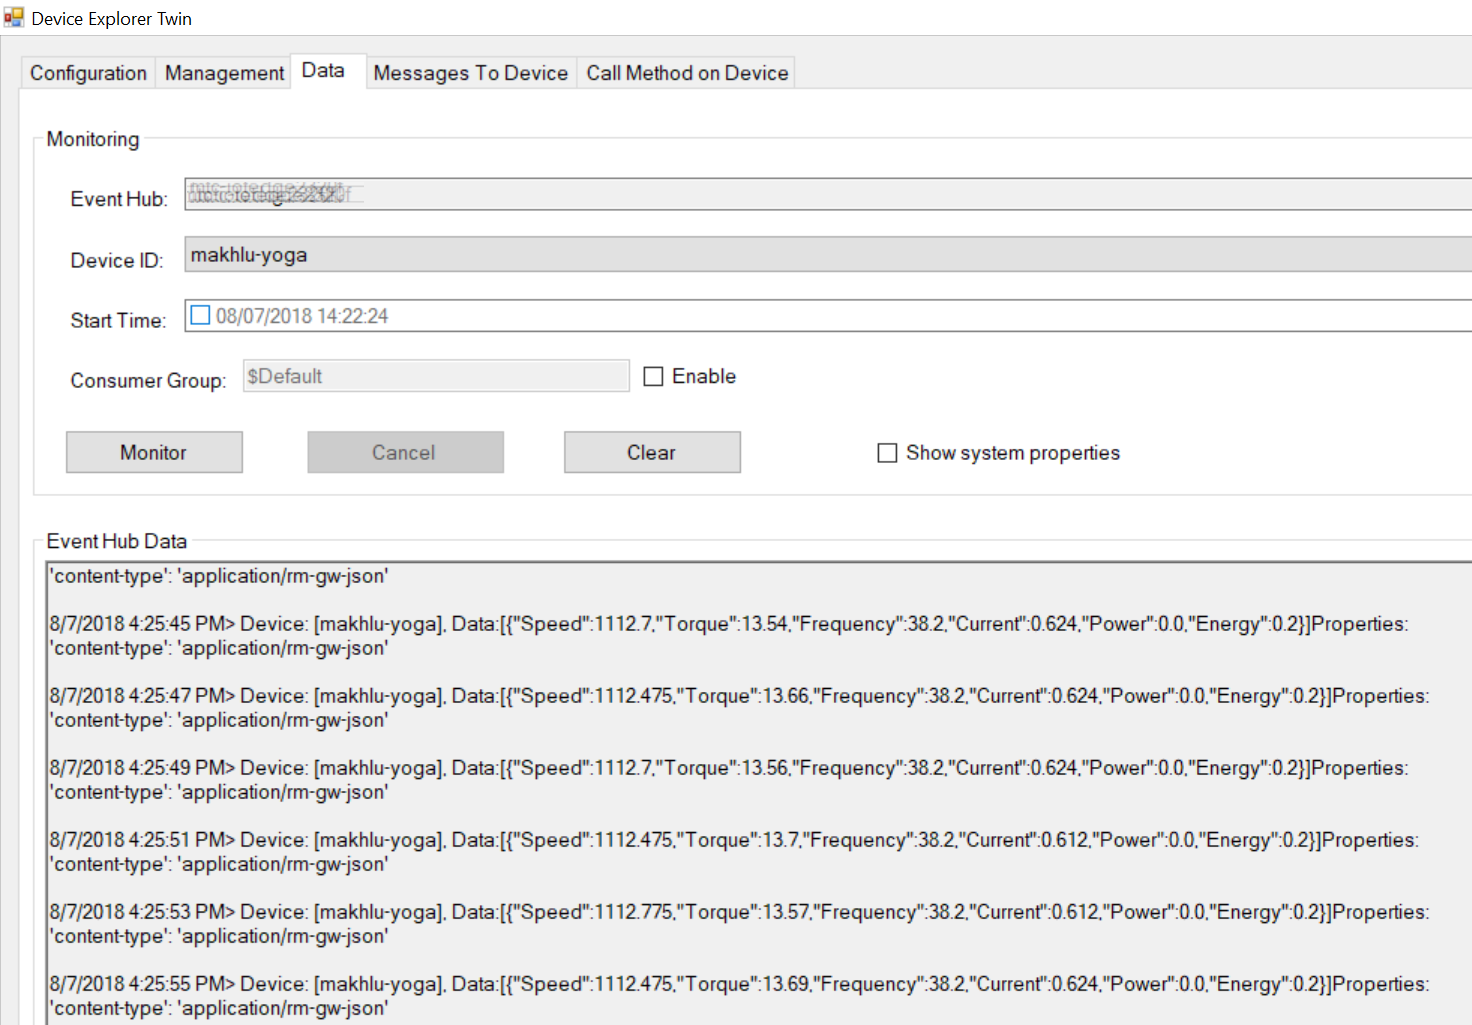 Device Explorer Twin
Configuration Management Data Messages To Device Call Method on Device
Monitoring
Event Hub:
Device ID: makhlu-yoga
Start Time: 08/07/2018 14:22:24
Consumer Group: $Default Enable
Monitor Cancel Clear Show system properties
Event Hub Data
'content-type': 'application/rm-gw-json'
8/7/2018 4:25:45 PM> Device: [makhlu-yoga], Data:[{"Speed":1112.7,"Torque":13.54,"Frequency":38.2,"Current":0.624,"Power":0.0,"Energy":0.2}]Properties:
'content-type': 'application/rm-gw-json'
8/7/2018 4:25:47 PM> Device: [makhlu-yoga], Data:[{"Speed":1112.475,"Torque":13.66,"Frequency":38.2,"Current":0.624,"Power":0.0,"Energy":0.2}]Properties:
'content-type': 'application/rm-gw-json'
8/7/2018 4:25:49 PM> Device: [makhlu-yoga], Data:[{"Speed":1112.7,"Torque":13.56,"Frequency":38.2,"Current":0.624,"Power":0.0,"Energy":0.2}]Properties:
'content-type': 'application/rm-gw-json'
8/7/2018 4:25:51 PM> Device: [makhlu-yoga], Data:[{"Speed":1112.475,"Torque":13.7,"Frequency":38.2,"Current":0.612,"Power":0.0,"Energy":0.2}]Properties:
'content-type': 'application/rm-gw-json'
8/7/2018 4:25:53 PM> Device: [makhlu-yoga], Data:[{"Speed":1112.775,"Torque":13.57,"Frequency":38.2,"Current":0.612,"Power":0.0,"Energy":0.2}]Properties:
'content-type': 'application/rm-gw-json'
8/7/2018 4:25:55 PM> Device: [makhlu-yoga], Data:[{"Speed":1112.475,"Torque":13.69,"Frequency":38.2,"Current":0.624,"Power":0.0,"Energy":0.2}]Properties:
'content-type': 'application/rm-gw-json'